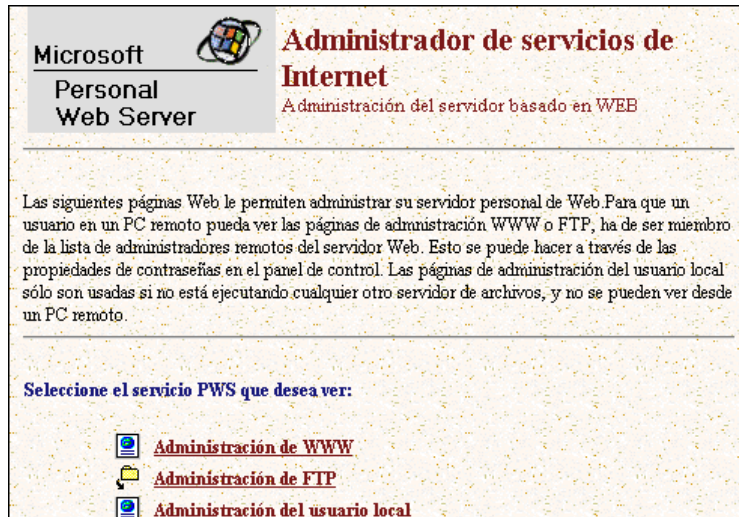 Microsoft
Personal
Web Server
Administrador de servicios de
Internet
Administración del servidor basado en WEB
Las siguientes páginas Web le permiten administrar su servidor personal de Web.Para que un
usuario en un PC remoto pueda ver las páginas de admnistración WWW o FTP, ha de ser miembro
de la lista de administradores remotos del servidor Web. Esto se puede hacer a través de las
propiedades de contraseñas en el panel de control. Las páginas de administración del usuario local
sólo son usadas si no está ejecutando cualquier otro servidor de archivos, y no se pueden ver desde
un PC remoto.
Seleccione el servicio PWS que desea ver:
Administración de WWW
Administración de FTP
Administración del usuario local